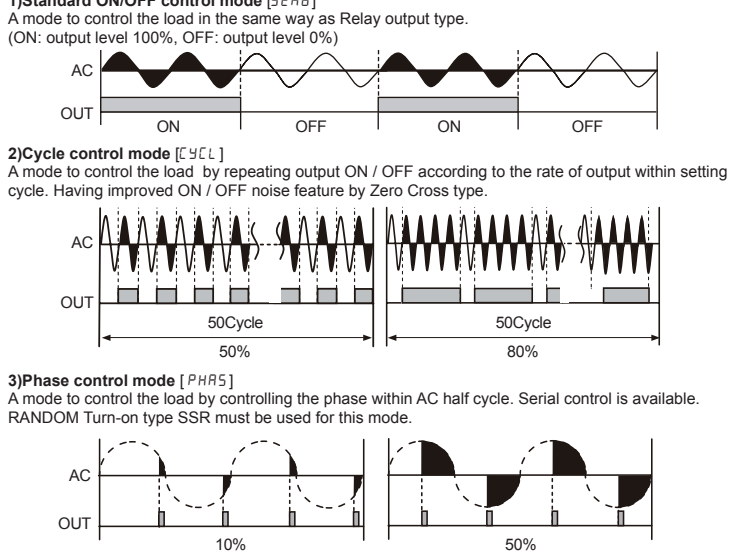 1)Standard ON/OFF control mode [
A mode to control the load in the same way as Relay output type.
(ON: output level 100%, OFF: output level 0%)
AC
OUT
ON OFF ON OFF
2)Cycle control mode [CYCL]
A mode to control the load by repeating output ON / OFF according to the rate of output within setting
cycle. Having improved ON / OFF noise feature by Zero Cross type.
AC
OUT
50Cycle 50Cycle
50% 80%
3)Phase control mode [PHAS]
A mode to control the load by controlling the phase within AC half cycle. Serial control is available.
RANDOM Turn-on type SSR must be used for this mode.
AC
OUT
10% 50%